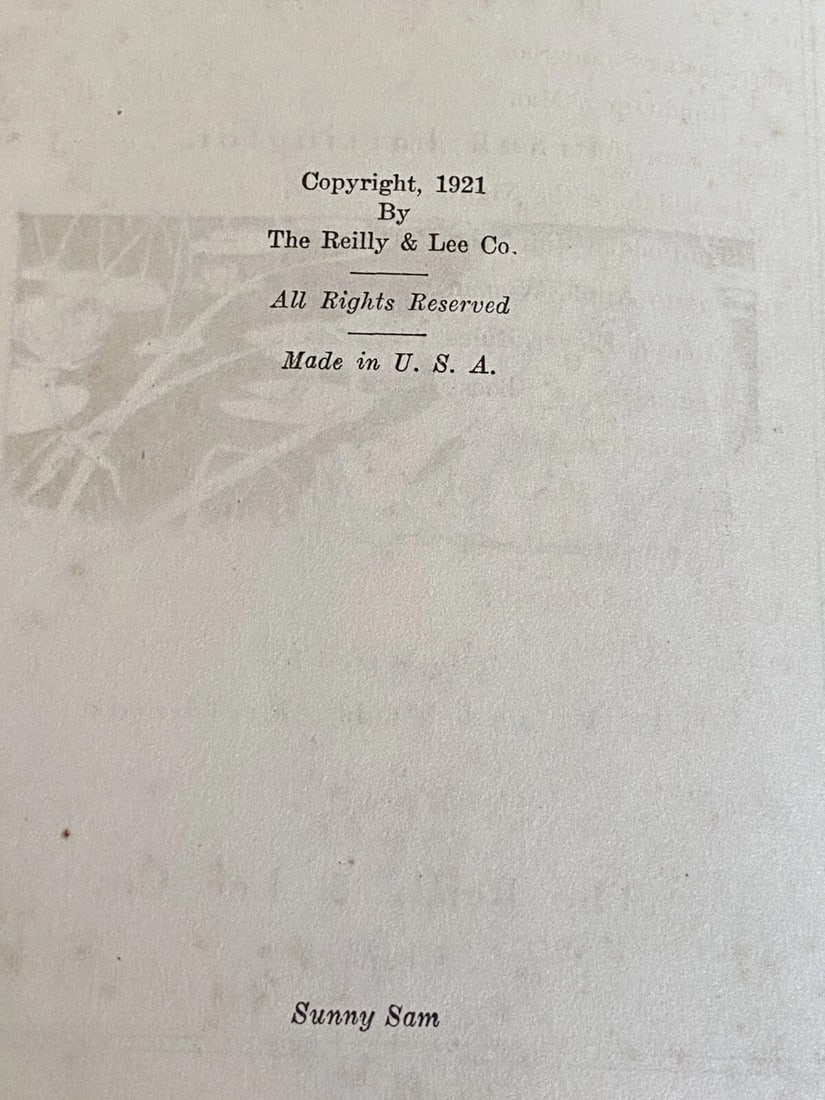 Copyright, 1921
By
The Reilly & Lee Co.
All Rights Reserved
Made in U. S. A.
Sunny Sam